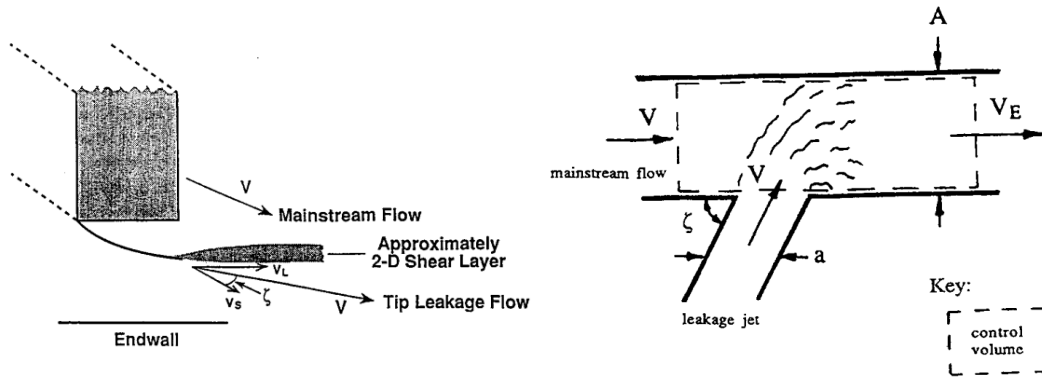 V
Mainstream Flow
Approximately
2-D Shear Layer
v_L
v_S
ζ
V
Tip Leakage Flow
Endwall
A
V
V_E
mainstream flow
V
ζ
a
leakage jet
Key:
control
volume